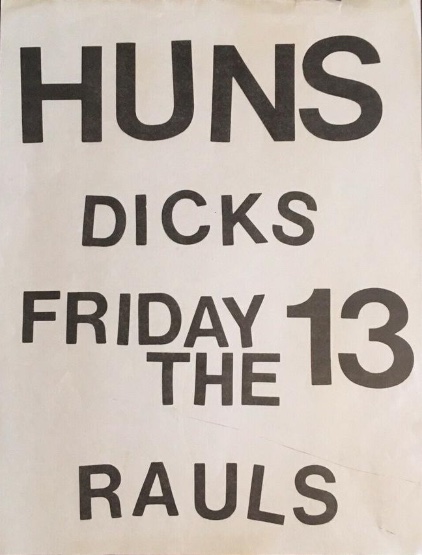 HUNS
DICKS
FRIDAY 13
THE
RAULS